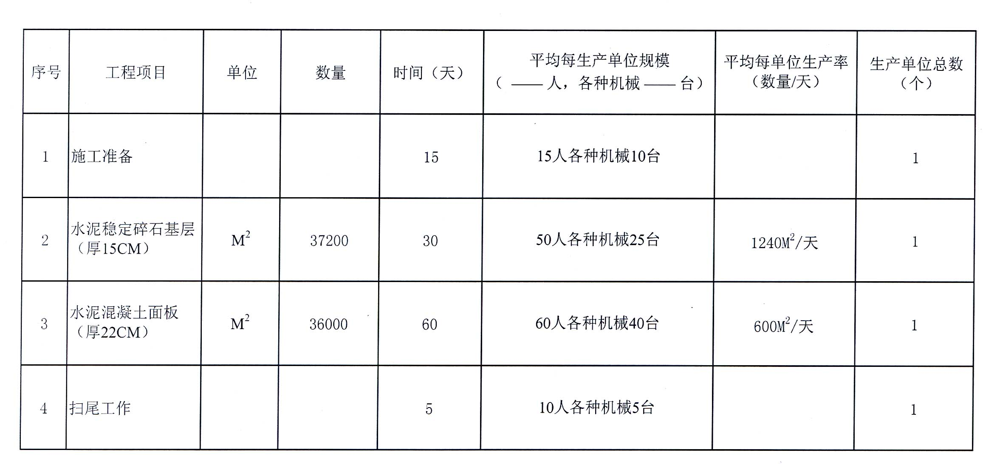 序号 工程项目 单位 数量 时间（天） 平均每生产单位规模
（ —— 人，各种机械 —— 台） 平均每单位生产率
（数量/天） 生产单位总数
（个）
1 施工准备 15 15人各种机械10台 1
2 水泥稳定碎石基层
（厚15CM） M² 37200 30 50人各种机械25台 1240M²/天 1
3 水泥混凝土面板
（厚22CM） M² 36000 60 60人各种机械40台 600M²/天 1
4 扫尾工作 5 10人各种机械5台 1